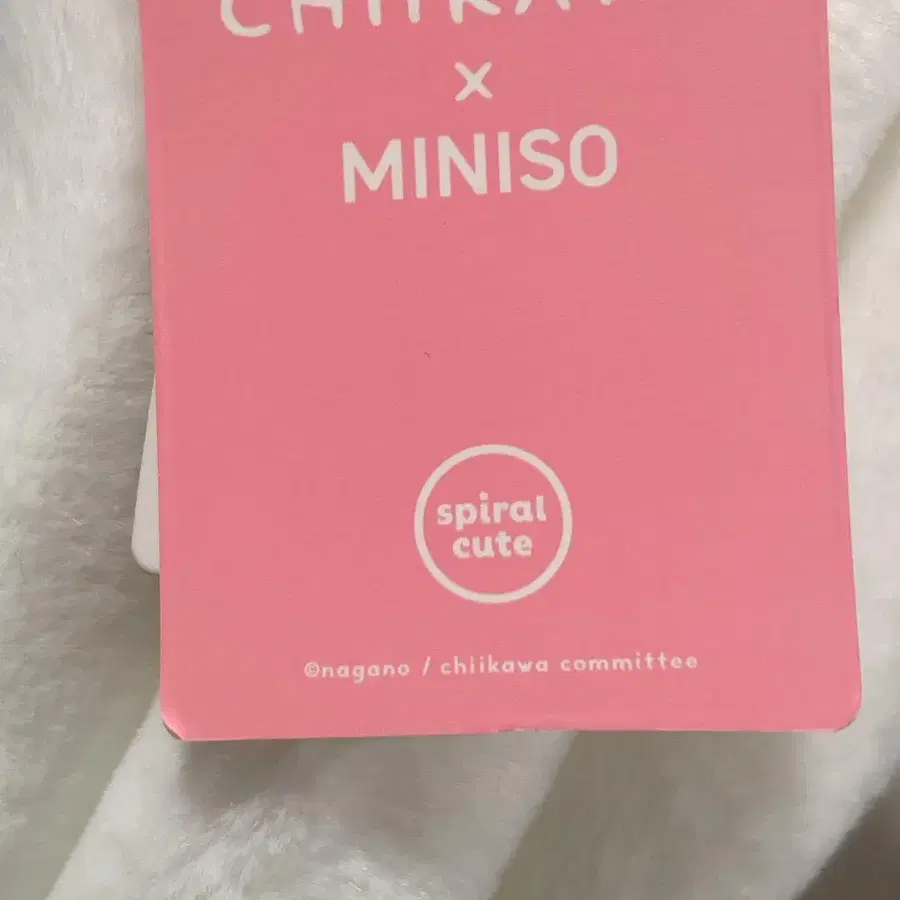 ×
MINISO
spiral
cute
©nagano / chiikawa committee